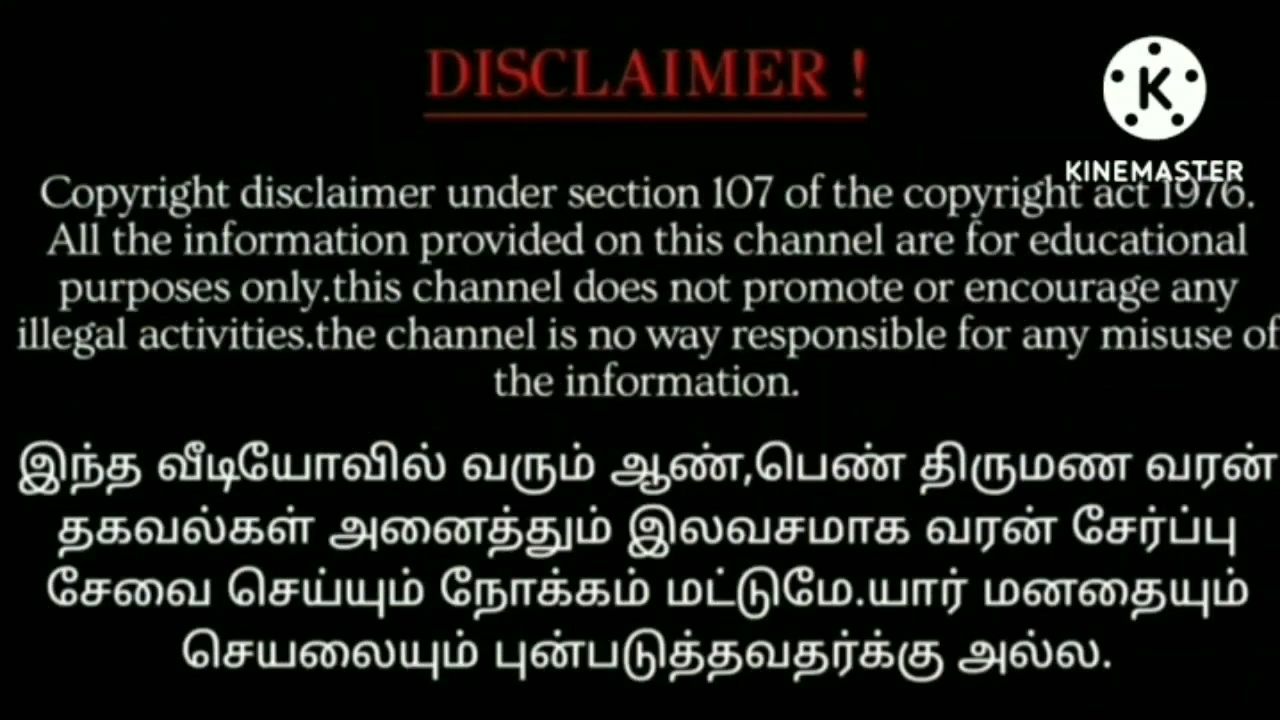 DISCLAIMER !
K
KINEMASTER
Copyright disclaimer under section 107 of the copyright act 1976.
All the information provided on this channel are for educational
purposes only.this channel does not promote or encourage any
illegal activities.the channel is no way responsible for any misuse of
the information.
இந்த வீடியோவில் வரும் ஆண்,பெண் திருமண வரன்
தகவல்கள் அனைத்தும் இலவசமாக வரன் சேர்ப்பு
சேவை செய்யும் நோக்கம் மட்டுமே.யார் மனதையும்
செயலையும் புன்படுத்தவதர்க்கு அல்ல.